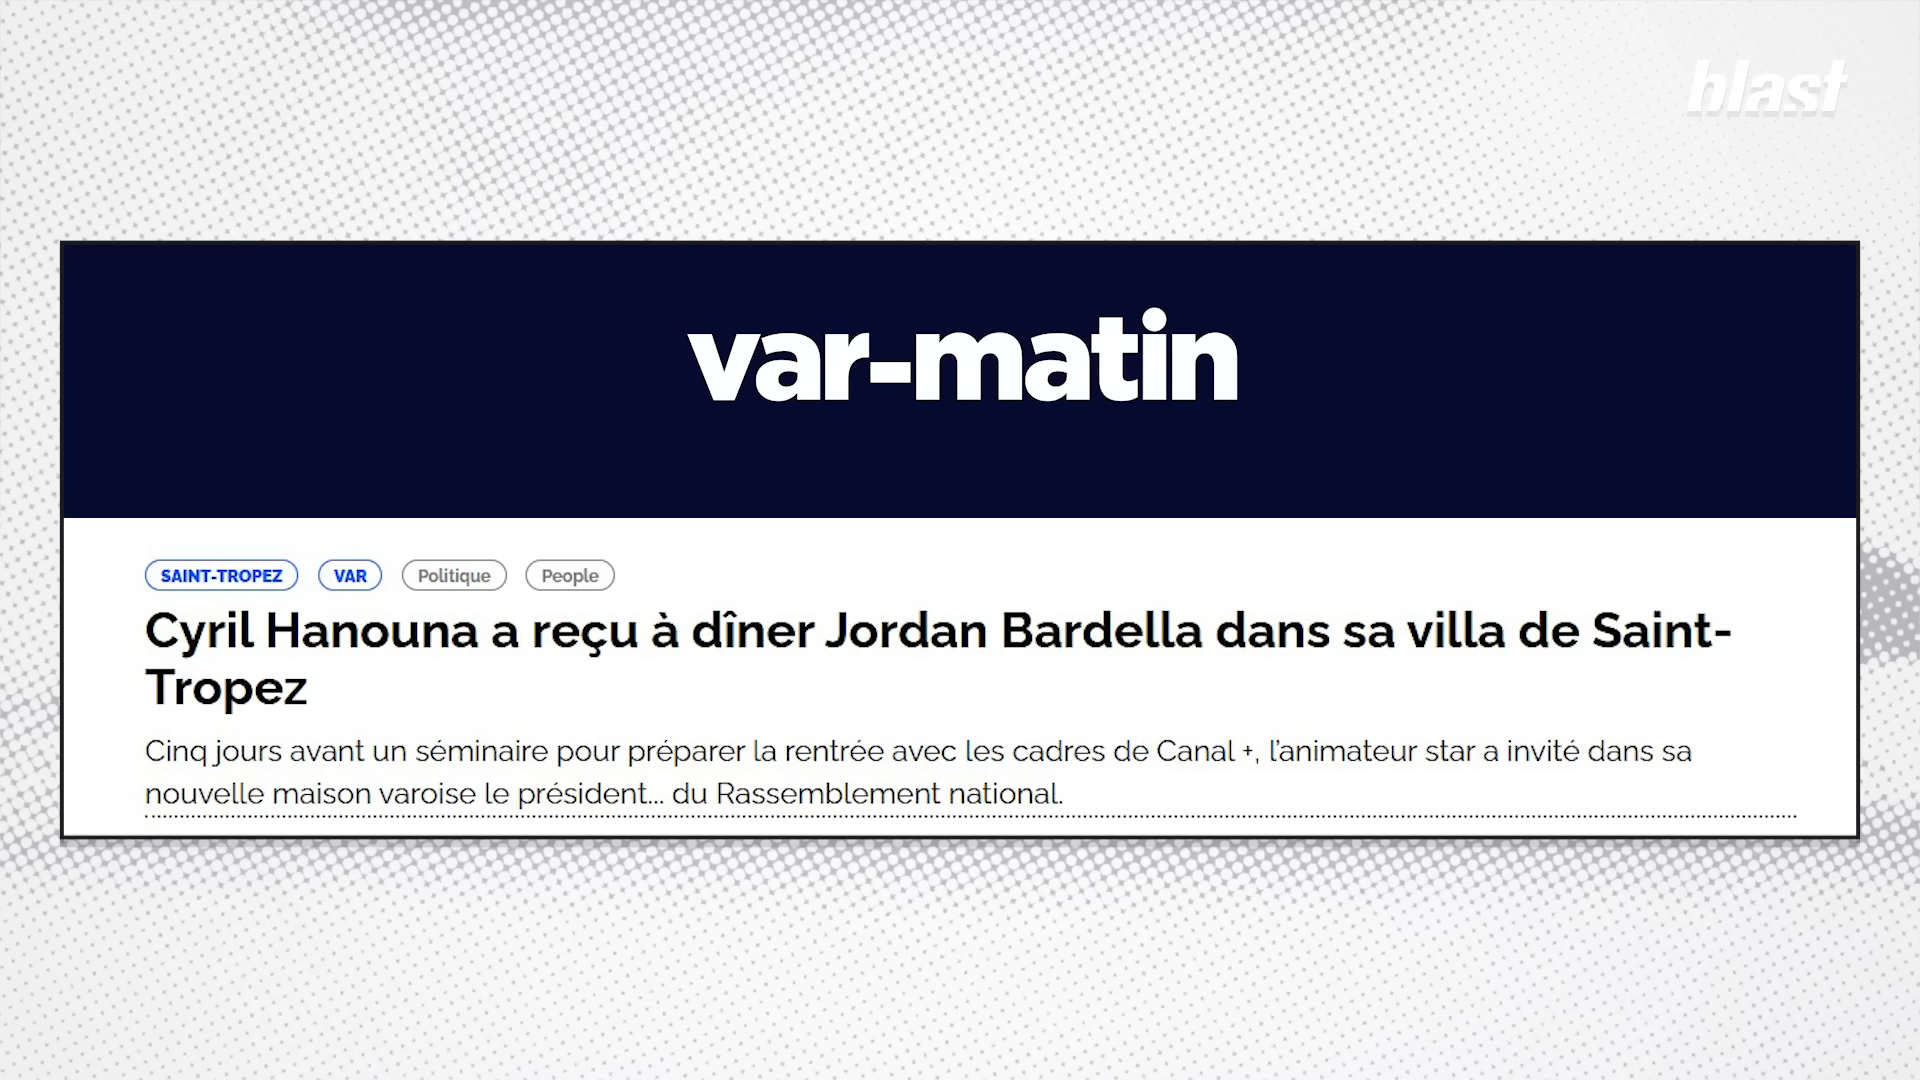 blast
var-matin
SAINT-TROPEZ VAR Politique People
Cyril Hanouna a reçu à dîner Jordan Bardella dans sa villa de Saint-
Tropez
Cinq jours avant un séminaire pour préparer la rentrée avec les cadres de Canal +, l’animateur star a invité dans sa
nouvelle maison varoise le président... du Rassemblement national.